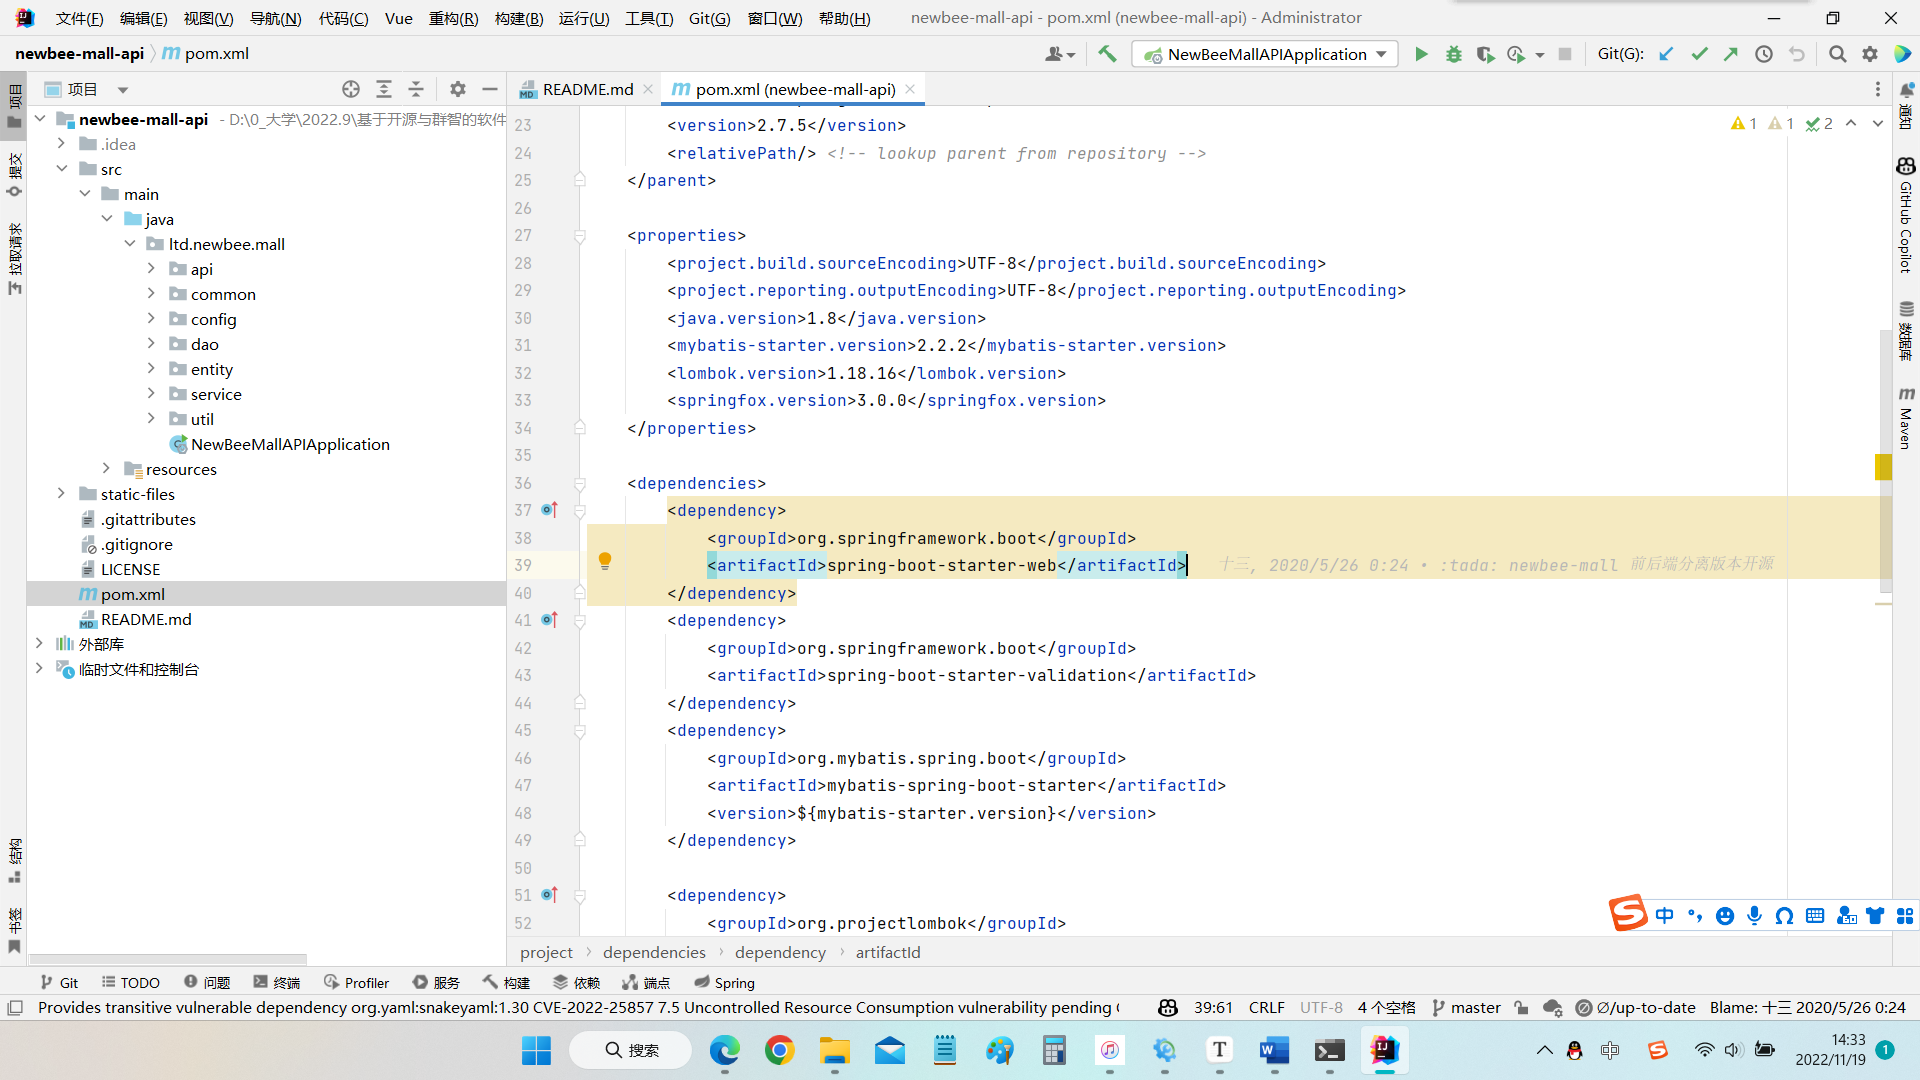 文件(F) 编辑(E) 视图(V) 导航(N) 代码(C) Vue 重构(R) 构建(B) 运行(U) 工具(T) Git(G) 窗口(W) 帮助(H) newbee-mall-api - pom.xml (newbee-mall-api) - Administrator
newbee-mall-api pom.xml NewBeeMallAPIApplication Git(G):
项目 README.md pom.xml (newbee-mall-api)
newbee-mall-api - D:\0_大学\2022.9\基于开源与群智的软件
.idea
src
main
java
ltd.newbee.mall
api
common
config
dao
entity
service
util
NewBeeMallAPIApplication
resources
static-files
.gitattributes
.gitignore
LICENSE
pom.xml
README.md
外部库
临时文件和控制台
项目
提交
拉取请求
结构
书签
1 1 2
23 <version>2.7.5</version>
24 <relativePath/> <!-- lookup parent from repository -->
25 </parent>
26
27 <properties>
28 <project.build.sourceEncoding>UTF-8</project.build.sourceEncoding>
29 <project.reporting.outputEncoding>UTF-8</project.reporting.outputEncoding>
30 <java.version>1.8</java.version>
31 <mybatis-starter.version>2.2.2</mybatis-starter.version>
32 <lombok.version>1.18.16</lombok.version>
33 <springfox.version>3.0.0</springfox.version>
34 </properties>
35
36 <dependencies>
37 <dependency>
38 <groupId>org.springframework.boot</groupId>
39 <artifactId>spring-boot-starter-web</artifactId> 十三, 2020/5/26 0:24 • :tada: newbee-mall 前后端分离版本开源
40 </dependency>
41 <dependency>
42 <groupId>org.springframework.boot</groupId>
43 <artifactId>spring-boot-starter-validation</artifactId>
44 </dependency>
45 <dependency>
46 <groupId>org.mybatis.spring.boot</groupId>
47 <artifactId>mybatis-spring-boot-starter</artifactId>
48 <version>${mybatis-starter.version}</version>
49 </dependency>
50
51 <dependency>
52 <groupId>org.projectlombok</groupId>
通知
GitHub Copilot
数据库
Maven
中
project dependencies dependency artifactId
Git TODO 问题 终端 Profiler 服务 构建 依赖 端点 Spring
Provides transitive vulnerable dependency org.yaml:snakeyaml:1.30 CVE-2022-25857 7.5 Uncontrolled Resource Consumption vulnerability pending 39:61 CRLF UTF-8 4 个空格 master ∅/up-to-date Blame: 十三 2020/5/26 0:24
搜索 中 14:33
2022/11/19 1